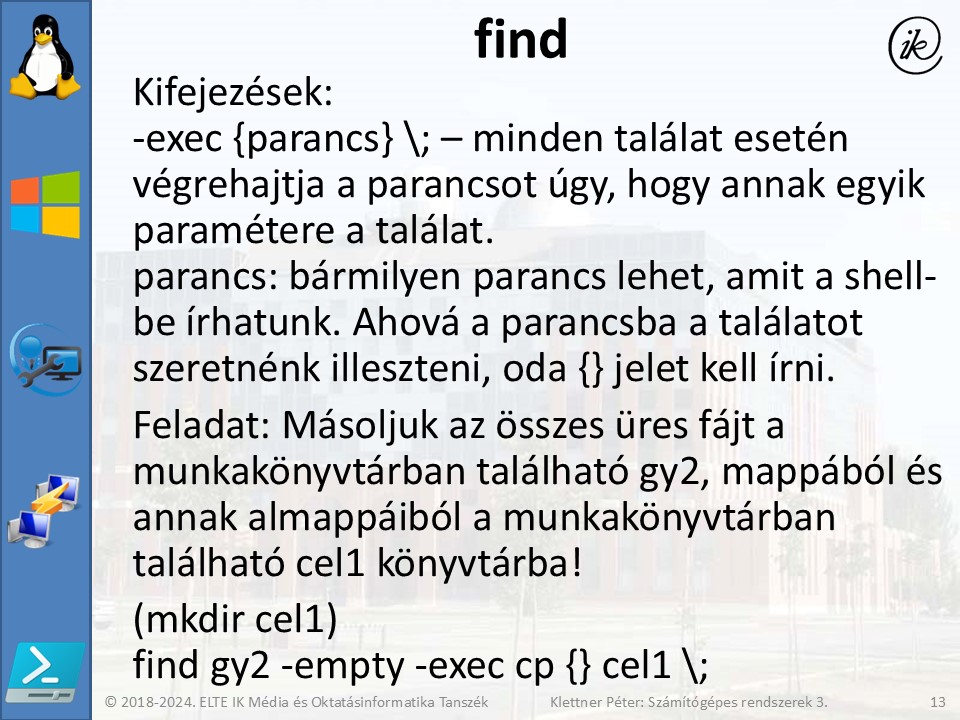 find
ik
Kifejezések:
-exec {parancs} \; – minden találat esetén
végrehajtja a parancsot úgy, hogy annak egyik
paramétere a találat.
parancs: bármilyen parancs lehet, amit a shell-
be írhatunk. Ahová a parancsba a találatot
szeretnénk illeszteni, oda {} jelet kell írni.
Feladat: Másoljuk az összes üres fájt a
munkakönyvtárban található gy2, mappából és
annak almappáiból a munkakönyvtárban
található cel1 könyvtárba!
(mkdir cel1)
find gy2 -empty -exec cp {} cel1 \;
© 2018-2024. ELTE IK Média és Oktatásinformatika Tanszék Klettner Péter: Számítógépes rendszerek 3. 13